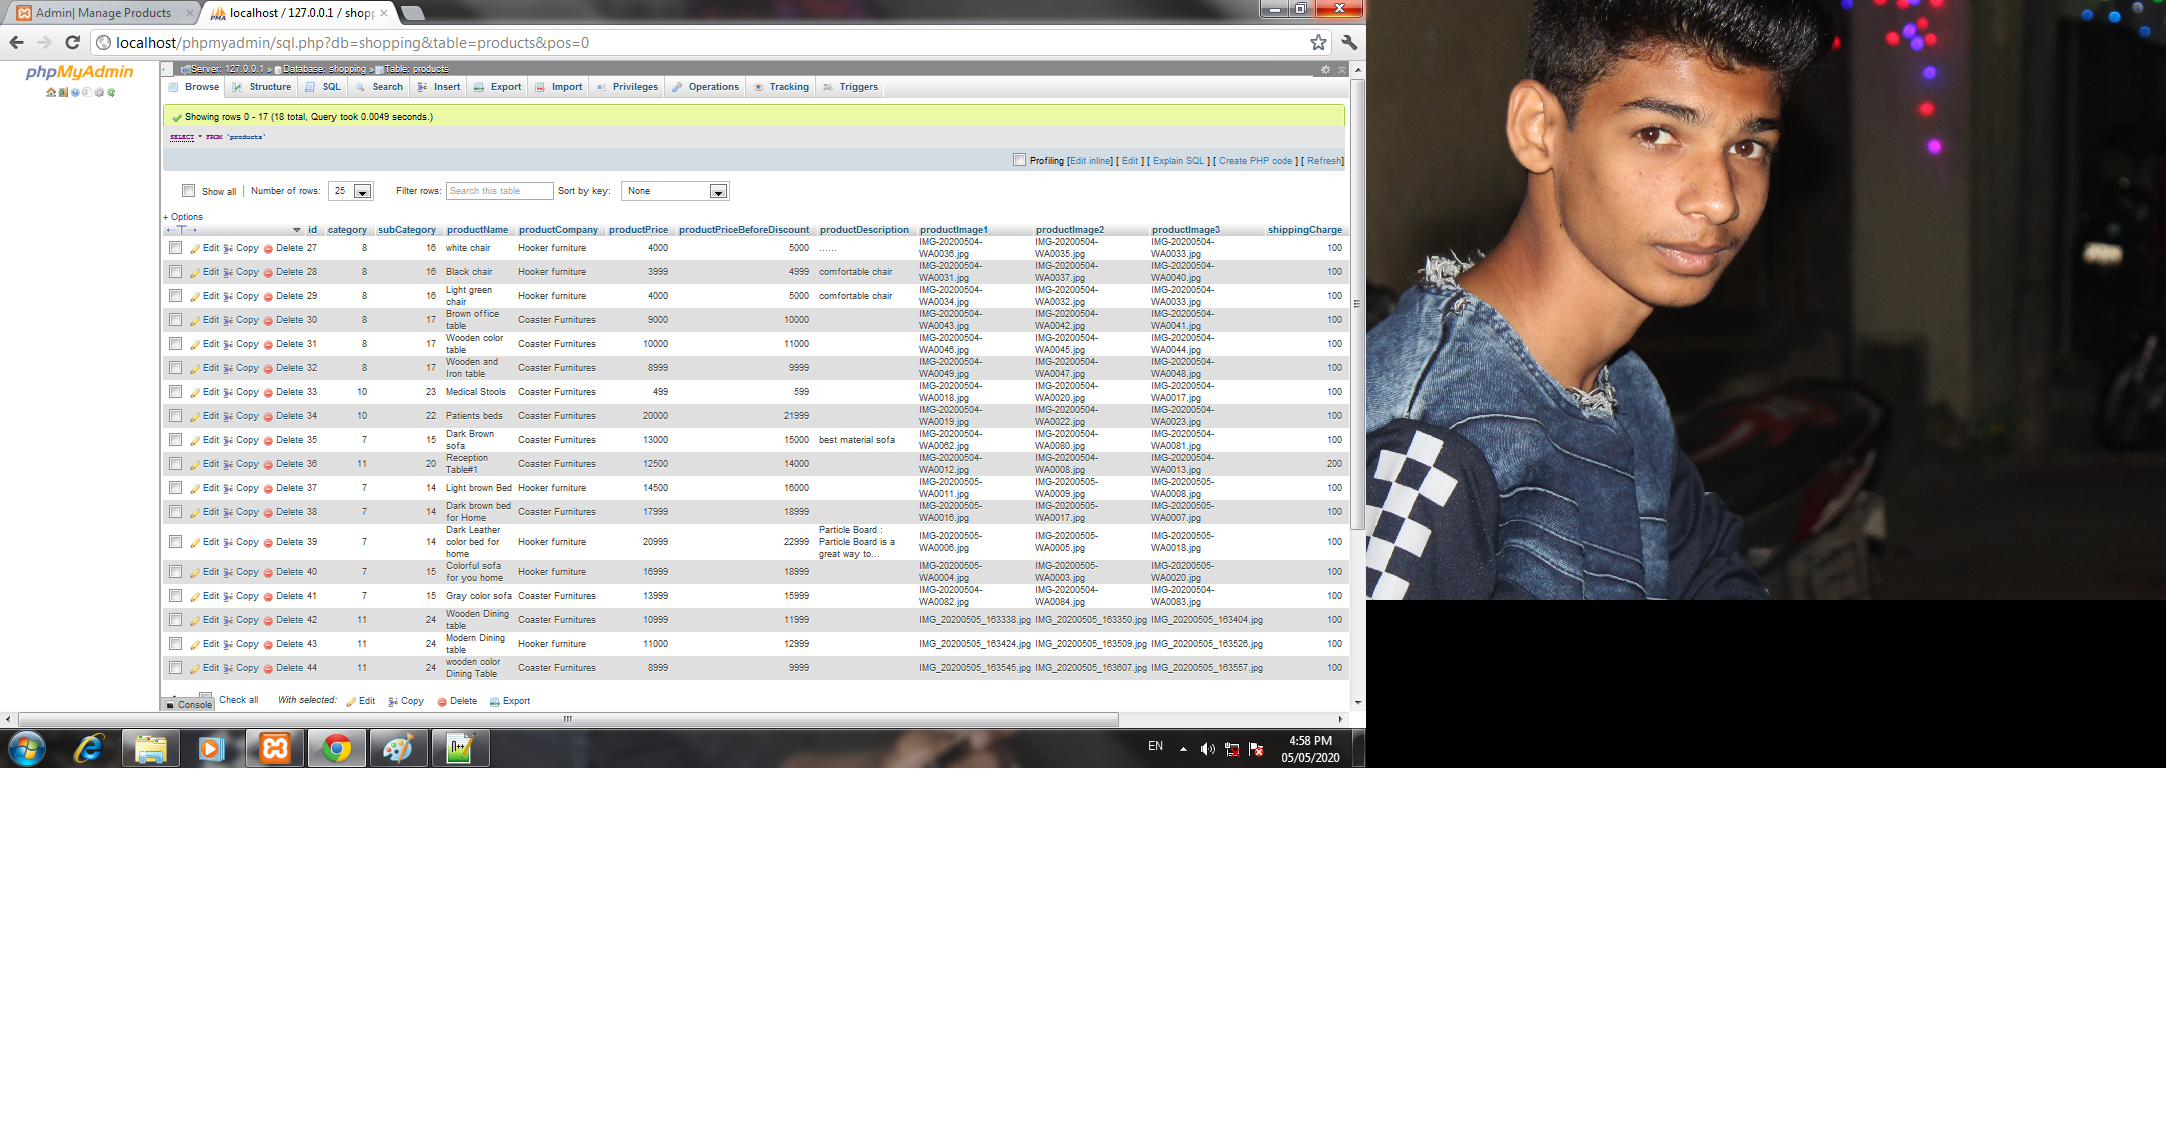 Admin| Manage Products
localhost / 127.0.0.1 / shopp
localhost/phpmyadmin/sql.php?db=shopping&table=products&pos=0
phpMyAdmin
Server: 127.0.0.1 » Database: shopping » Table: products
Browse Structure SQL Search Insert Export Import Privileges Operations Tracking Triggers
Showing rows 0 - 17 (18 total, Query took 0.0049 seconds.)
SELECT * FROM `products`
Profiling [Edit inline] [ Edit ] [ Explain SQL ] [ Create PHP code ] [ Refresh]
Show all | Number of rows: 25 Filter rows: Search this table Sort by key: None
+ Options
id category subCategory productName productCompany productPrice productPriceBeforeDiscount productDescription productImage1 productImage2 productImage3 shippingCharge
Edit Copy Delete 27 8 16 white chair Hooker furniture 4000 5000 ...... IMG-20200504-WA0036.jpg IMG-20200504-WA0035.jpg IMG-20200504-WA0033.jpg 100
Edit Copy Delete 28 8 16 Black chair Hooker furniture 3999 4999 comfortable chair IMG-20200504-WA0031.jpg IMG-20200504-WA0037.jpg IMG-20200504-WA0040.jpg 100
Edit Copy Delete 29 8 16 Light green chair Hooker furniture 4000 5000 comfortable chair IMG-20200504-WA0034.jpg IMG-20200504-WA0032.jpg IMG-20200504-WA0033.jpg 100
Edit Copy Delete 30 8 17 Brown office table Coaster Furnitures 9000 10000 IMG-20200504-WA0043.jpg IMG-20200504-WA0042.jpg IMG-20200504-WA0041.jpg 100
Edit Copy Delete 31 8 17 Wooden color table Coaster Furnitures 10000 11000 IMG-20200504-WA0046.jpg IMG-20200504-WA0045.jpg IMG-20200504-WA0044.jpg 100
Edit Copy Delete 32 8 17 Wooden and Iron table Coaster Furnitures 8999 9999 IMG-20200504-WA0049.jpg IMG-20200504-WA0047.jpg IMG-20200504-WA0048.jpg 100
Edit Copy Delete 33 10 23 Medical Stools Coaster Furnitures 499 599 IMG-20200504-WA0018.jpg IMG-20200504-WA0020.jpg IMG-20200504-WA0017.jpg 100
Edit Copy Delete 34 10 22 Patients beds Coaster Furnitures 20000 21999 IMG-20200504-WA0019.jpg IMG-20200504-WA0022.jpg IMG-20200504-WA0023.jpg 100
Edit Copy Delete 35 7 15 Dark Brown sofa Coaster Furnitures 13000 15000 best material sofa IMG-20200504-WA0062.jpg IMG-20200504-WA0080.jpg IMG-20200504-WA0081.jpg 100
Edit Copy Delete 36 11 20 Reception Table#1 Coaster Furnitures 12500 14000 IMG-20200504-WA0012.jpg IMG-20200504-WA0008.jpg IMG-20200504-WA0013.jpg 200
Edit Copy Delete 37 7 14 Light brown Bed Hooker furniture 14500 16000 IMG-20200505-WA0011.jpg IMG-20200505-WA0009.jpg IMG-20200505-WA0008.jpg 100
Edit Copy Delete 38 7 14 Dark brown bed for Home Coaster Furnitures 17999 18999 IMG-20200505-WA0016.jpg IMG-20200505-WA0017.jpg IMG-20200505-WA0007.jpg 100
Edit Copy Delete 39 7 14 Dark Leather color bed for home Hooker furniture 20999 22999 Particle Board : Particle Board is a great way to... IMG-20200505-WA0006.jpg IMG-20200505-WA0005.jpg IMG-20200505-WA0018.jpg 100
Edit Copy Delete 40 7 15 Colorful sofa for you home Hooker furniture 16999 18999 IMG-20200505-WA0004.jpg IMG-20200505-WA0003.jpg IMG-20200505-WA0020.jpg 100
Edit Copy Delete 41 7 15 Gray color sofa Coaster Furnitures 13999 15999 IMG-20200504-WA0082.jpg IMG-20200504-WA0084.jpg IMG-20200504-WA0083.jpg 100
Edit Copy Delete 42 11 24 Wooden Dining table Coaster Furnitures 10999 11999 IMG_20200505_163338.jpg IMG_20200505_163350.jpg IMG_20200505_163404.jpg 100
Edit Copy Delete 43 11 24 Modern Dining table Hooker furniture 11000 12999 IMG_20200505_163424.jpg IMG_20200505_163509.jpg IMG_20200505_163526.jpg 100
Edit Copy Delete 44 11 24 wooden color Dining Table Coaster Furnitures 8999 9999 IMG_20200505_163545.jpg IMG_20200505_163607.jpg IMG_20200505_163557.jpg 100
Check all With selected: Edit Copy Delete Export
Console
EN
4:58 PM
05/05/2020